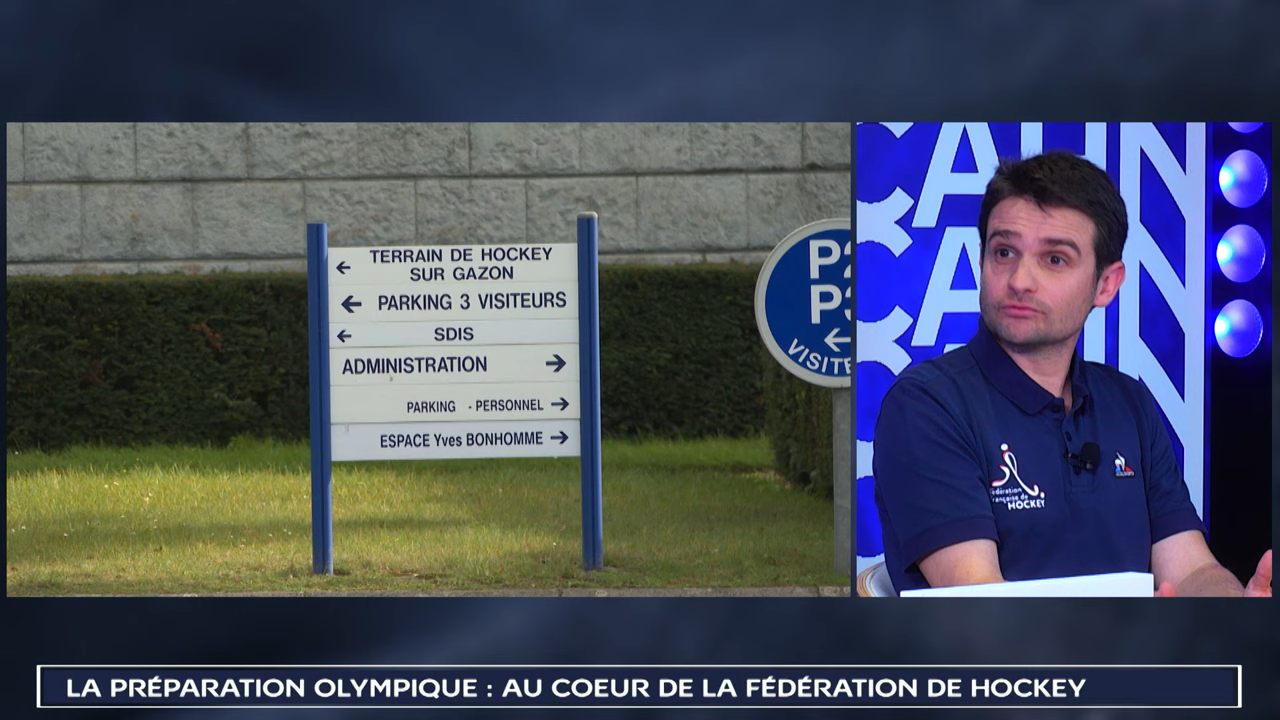 TERRAIN DE HOCKEY
SUR GAZON
PARKING 3 VISITEURS
SDIS
ADMINISTRATION
PARKING - PERSONNEL
ESPACE Yves BONHOMME
P2
P3
Fédération
Française de
HOCKEY
LA PRÉPARATION OLYMPIQUE : AU COEUR DE LA FÉDÉRATION DE HOCKEY